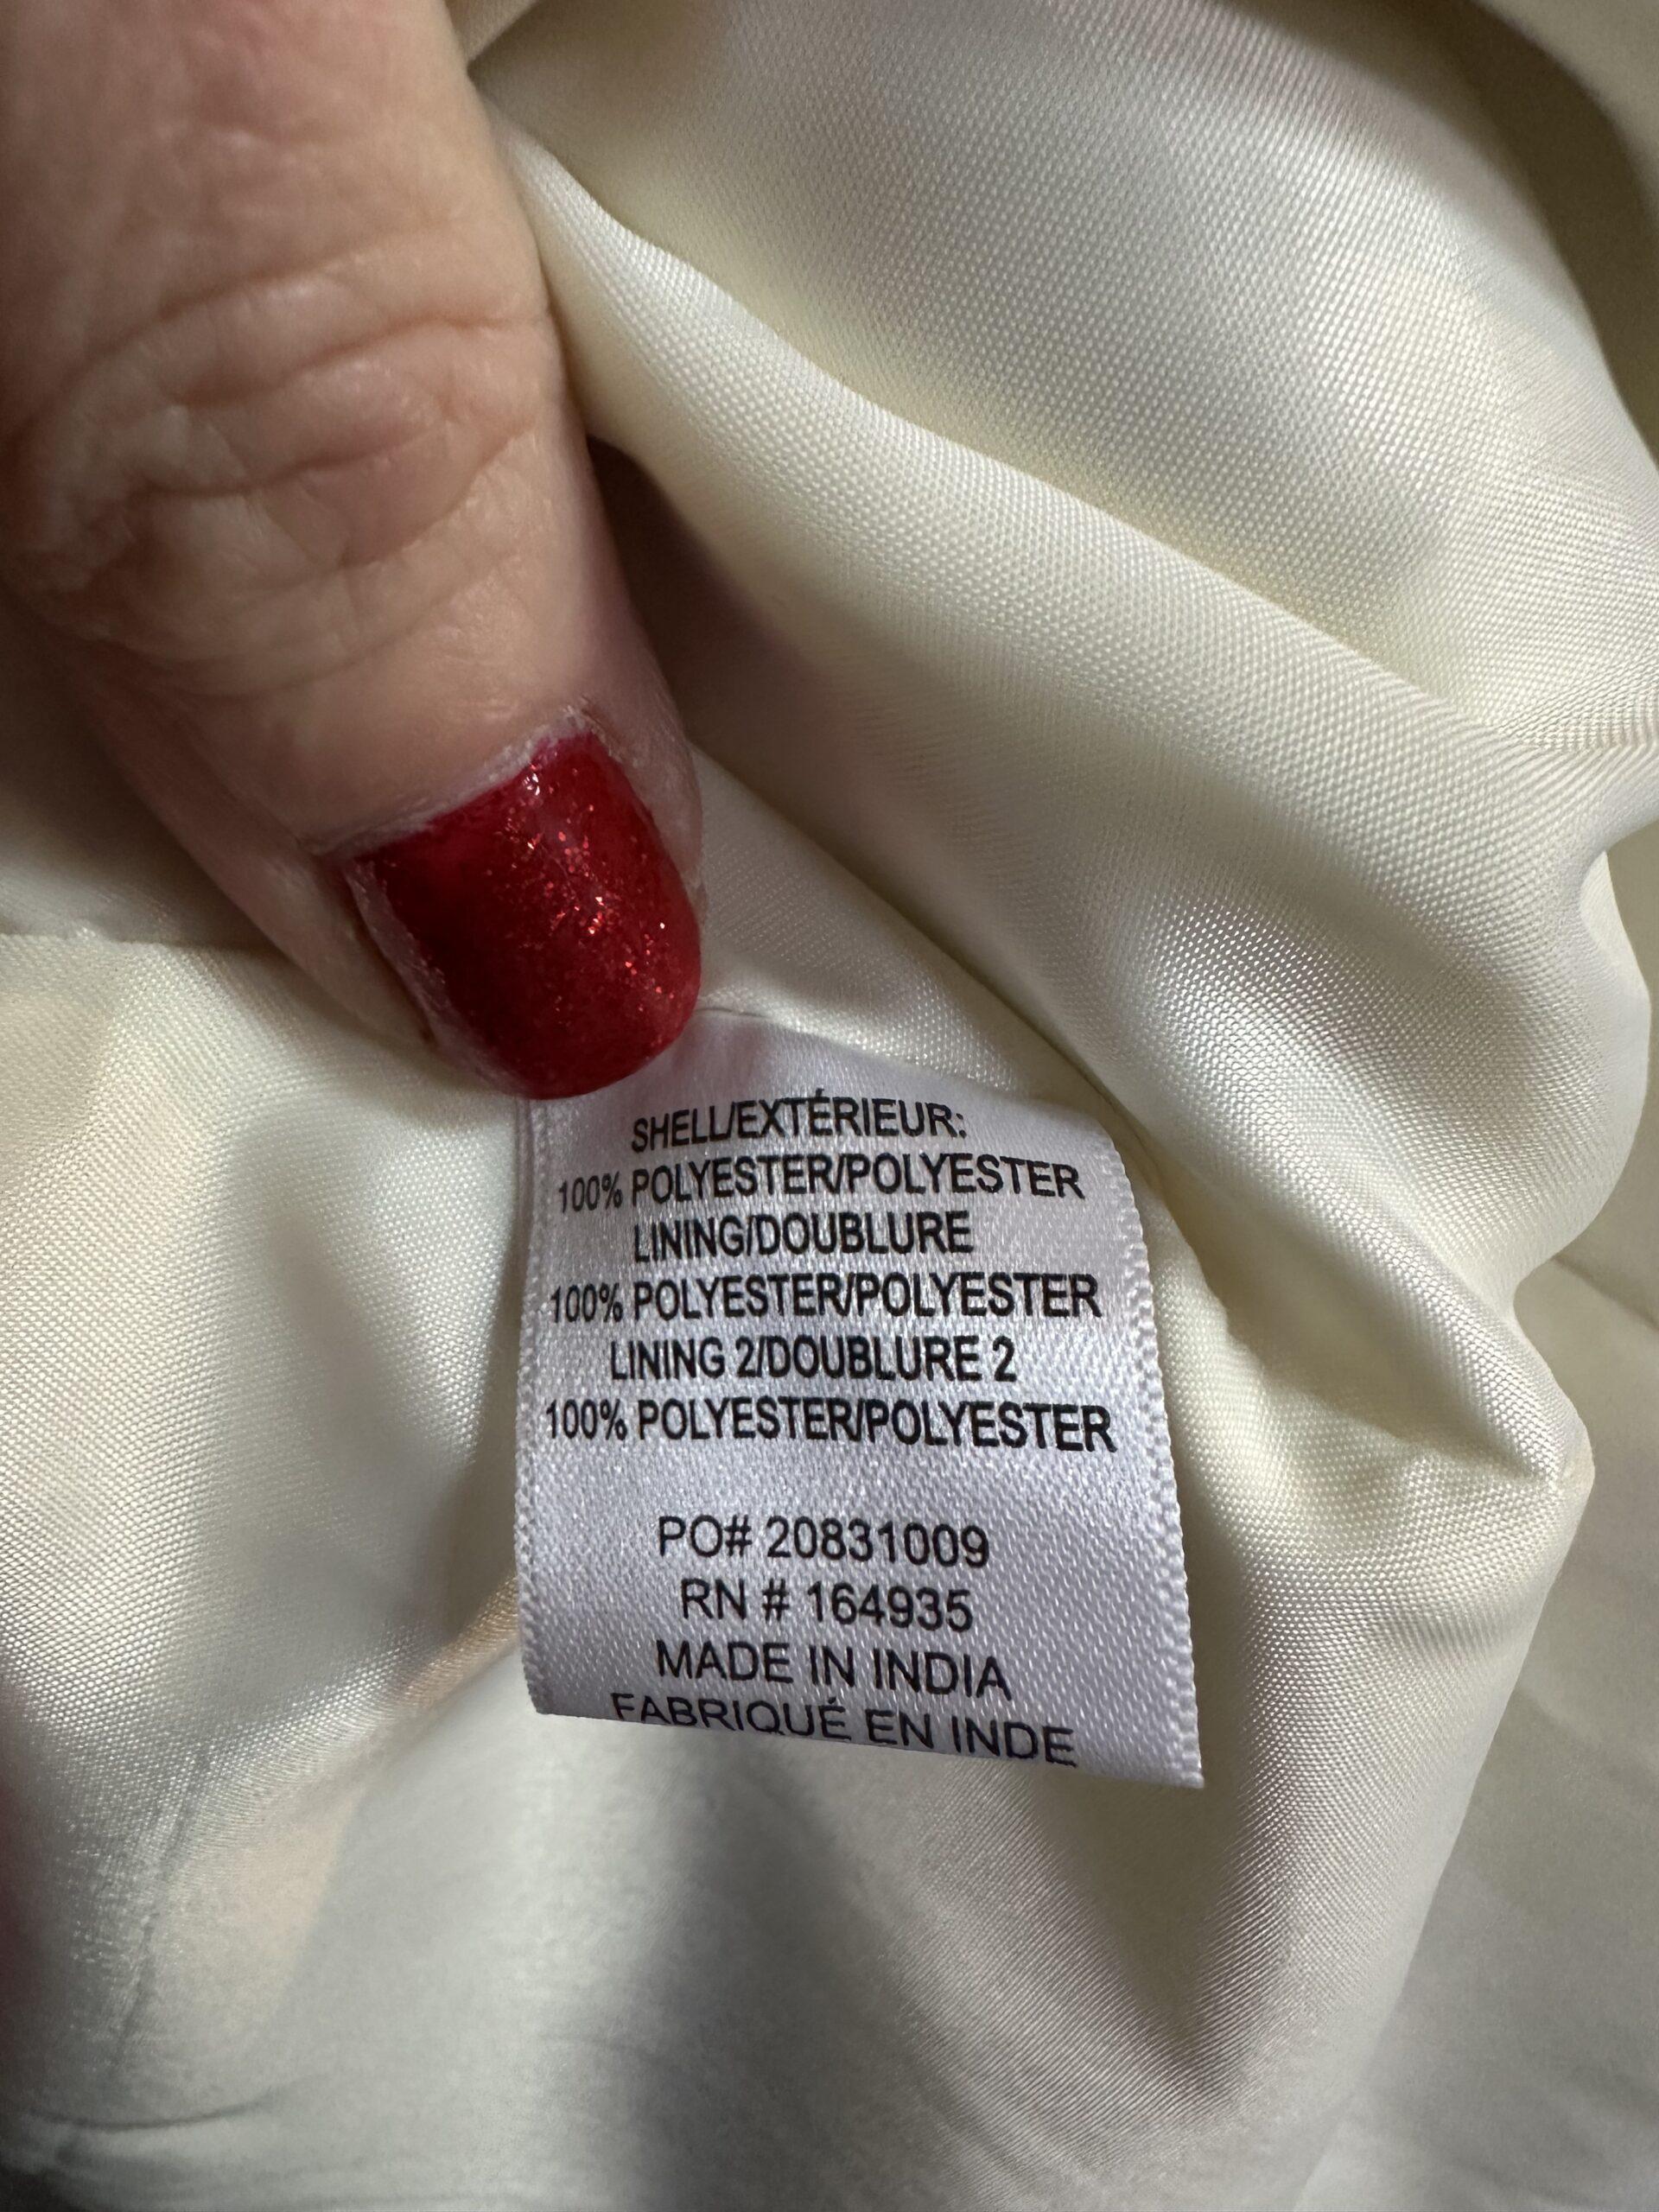 SHELL/EXTÉRIEUR:
100% POLYESTER/POLYESTER
LINING/DOUBLURE
100% POLYESTER/POLYESTER
LINING 2/DOUBLURE 2
100% POLYESTER/POLYESTER
PO# 20831009
RN # 164935
MADE IN INDIA
FABRIQUÉ EN INDE